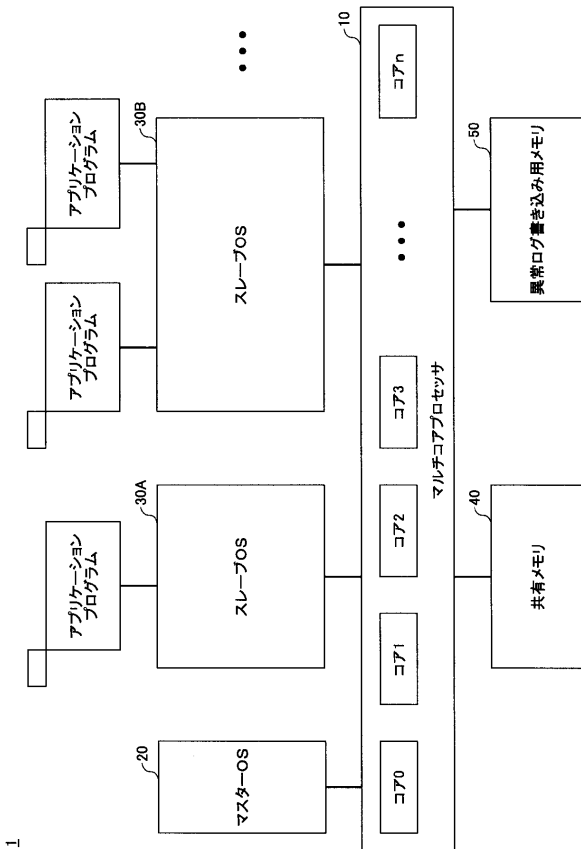 1
アプリケーション
プログラム
アプリケーション
プログラム
アプリケーション
プログラム
20
マスターOS
30A
スレーブOS
30B
スレーブOS
10
コア0
コア1
コア2
コア3
コアn
マルチコアプロセッサ
40
共有メモリ
50
異常ログ書き込み用メモリ